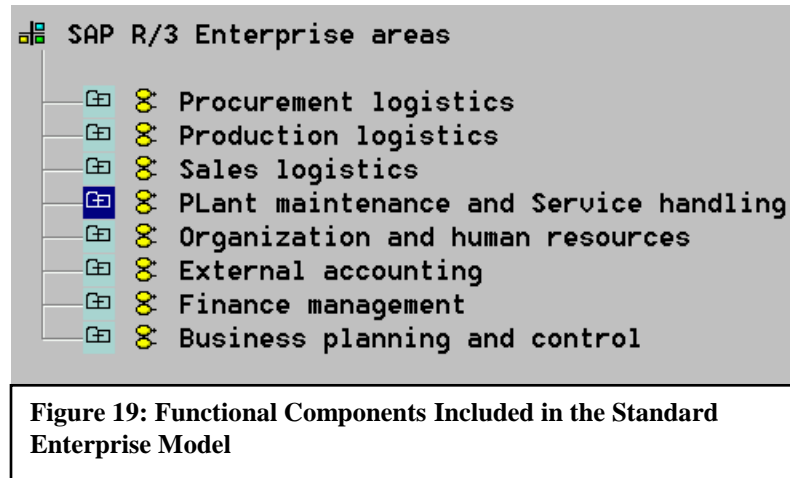 SAP R/3 Enterprise areas
Procurement logistics
Production logistics
Sales logistics
PLant maintenance and Service handling
Organization and human resources
External accounting
Finance management
Business planning and control
Figure 19: Functional Components Included in the Standard
Enterprise Model